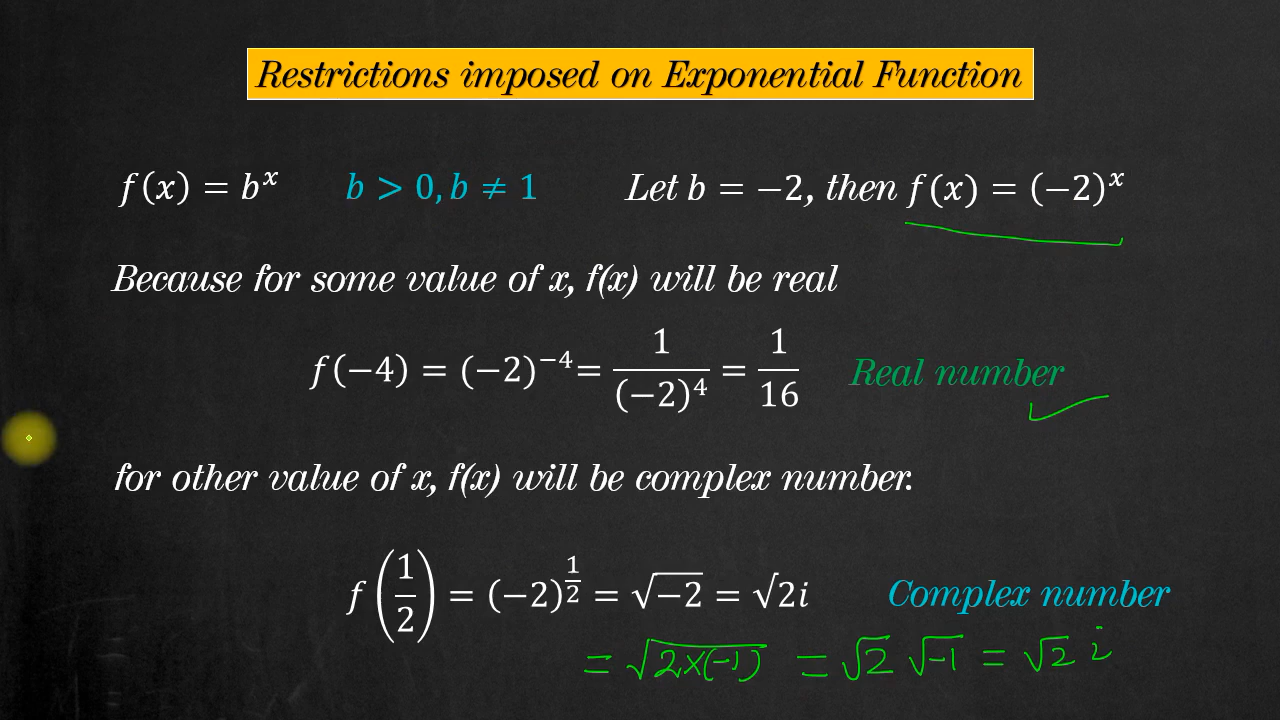 Restrictions imposed on Exponential Function
f(x) = bˣ b > 0, b ≠ 1 Let b = −2, then f(x) = (−2)ˣ
Because for some value of x, f(x) will be real
f(−4) = (−2)⁻⁴= 1/(−2)⁴ = 1/16 Real number
for other value of x, f(x) will be complex number.
f(1/2) = (−2)^(1/2) = √−2 = √2i Complex number
= √2×(−1) = √2 √−1 = √2 i